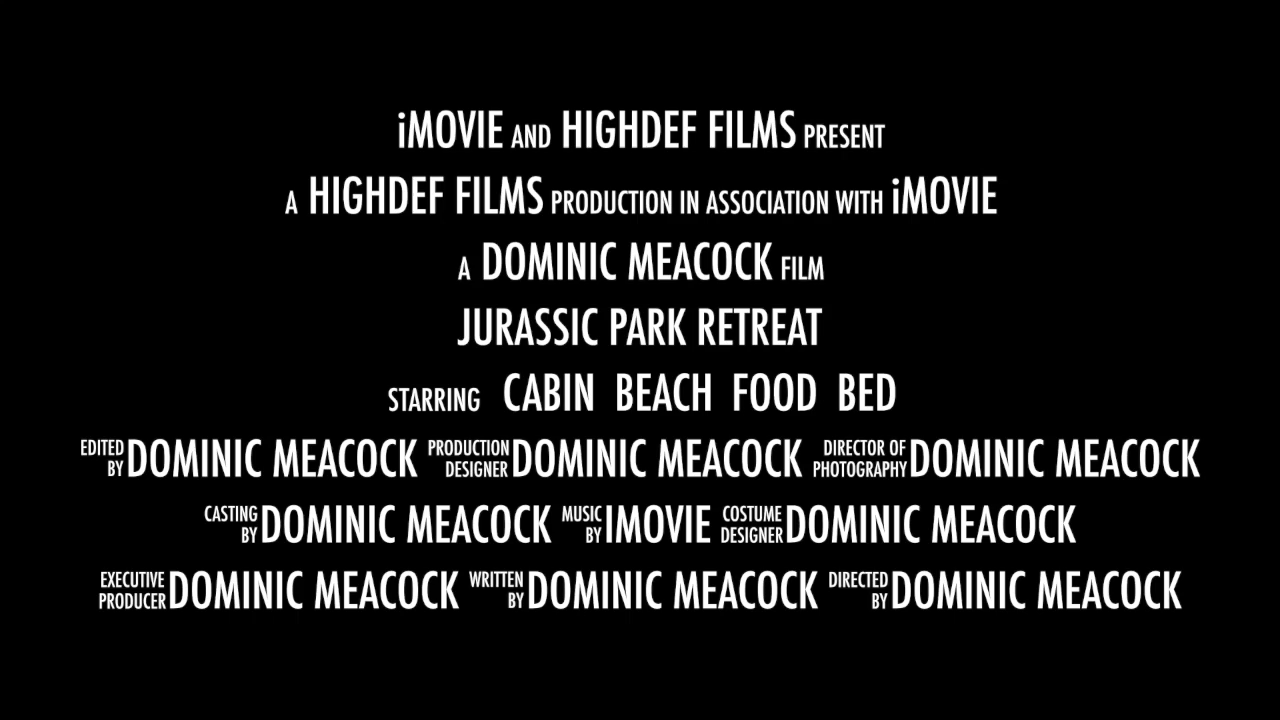 iMOVIE AND HIGHDEF FILMS PRESENT
A HIGHDEF FILMS PRODUCTION IN ASSOCIATION WITH iMOVIE
A DOMINIC MEACOCK FILM
JURASSIC PARK RETREAT
STARRING CABIN BEACH FOOD BED
EDITED BY DOMINIC MEACOCK PRODUCTION DESIGNER DOMINIC MEACOCK DIRECTOR OF PHOTOGRAPHY DOMINIC MEACOCK
CASTING BY DOMINIC MEACOCK MUSIC BY IMOVIE COSTUME DESIGNER DOMINIC MEACOCK
EXECUTIVE PRODUCER DOMINIC MEACOCK WRITTEN BY DOMINIC MEACOCK DIRECTED BY DOMINIC MEACOCK